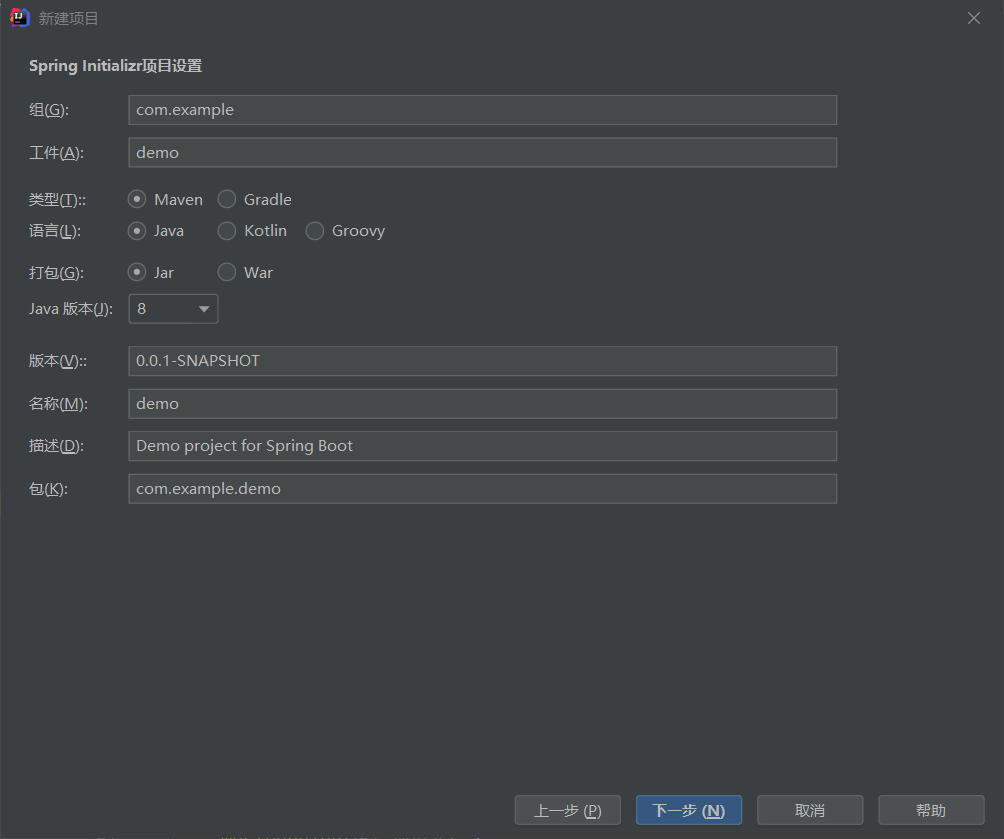 新建项目
Spring Initializr项目设置
组(G): com.example
工件(A): demo
类型(T):: Maven Gradle
语言(L): Java Kotlin Groovy
打包(G): Jar War
Java 版本(J): 8
版本(V):: 0.0.1-SNAPSHOT
名称(M): demo
描述(D): Demo project for Spring Boot
包(K): com.example.demo
上一步 (P) 下一步 (N) 取消 帮助